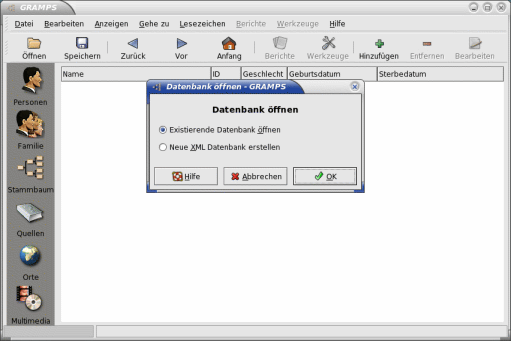 GRAMPS
Datei Bearbeiten Anzeigen Gehe zu Lesezeichen Berichte Werkzeuge Hilfe
Öffnen Speichern Zurück Vor Anfang Berichte Werkzeuge Hinzufügen Entfernen Bearbeiten
Name ID Geschlecht Geburtsdatum Sterbedatum
Personen
Familie
Stammbaum
Quellen
Orte
Multimedia
Datenbank öffnen - GRAMPS
Datenbank öffnen
Existierende Datenbank öffnen
Neue XML Datenbank erstellen
Hilfe Abbrechen OK